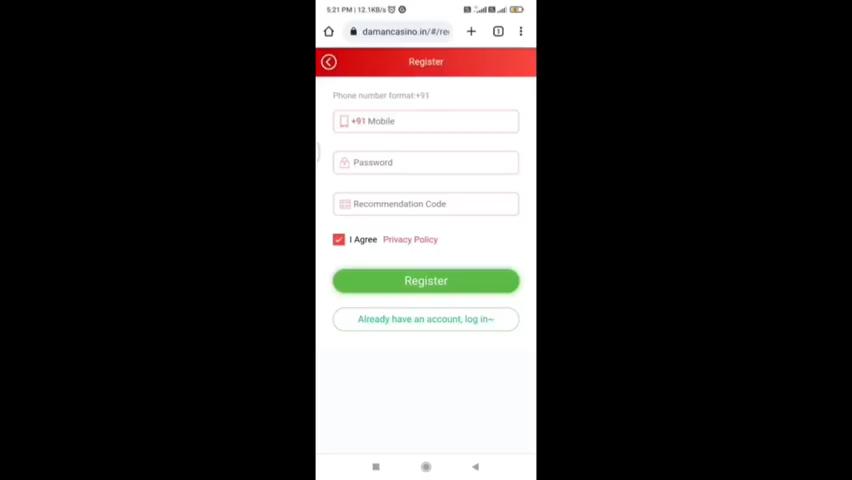 5:21 PM | 12.1KB/s
damancasino.in/#/re
Register
Phone number format:+91
+91 Mobile
Password
Recommendation Code
I Agree Privacy Policy
Register
Already have an account, log in~